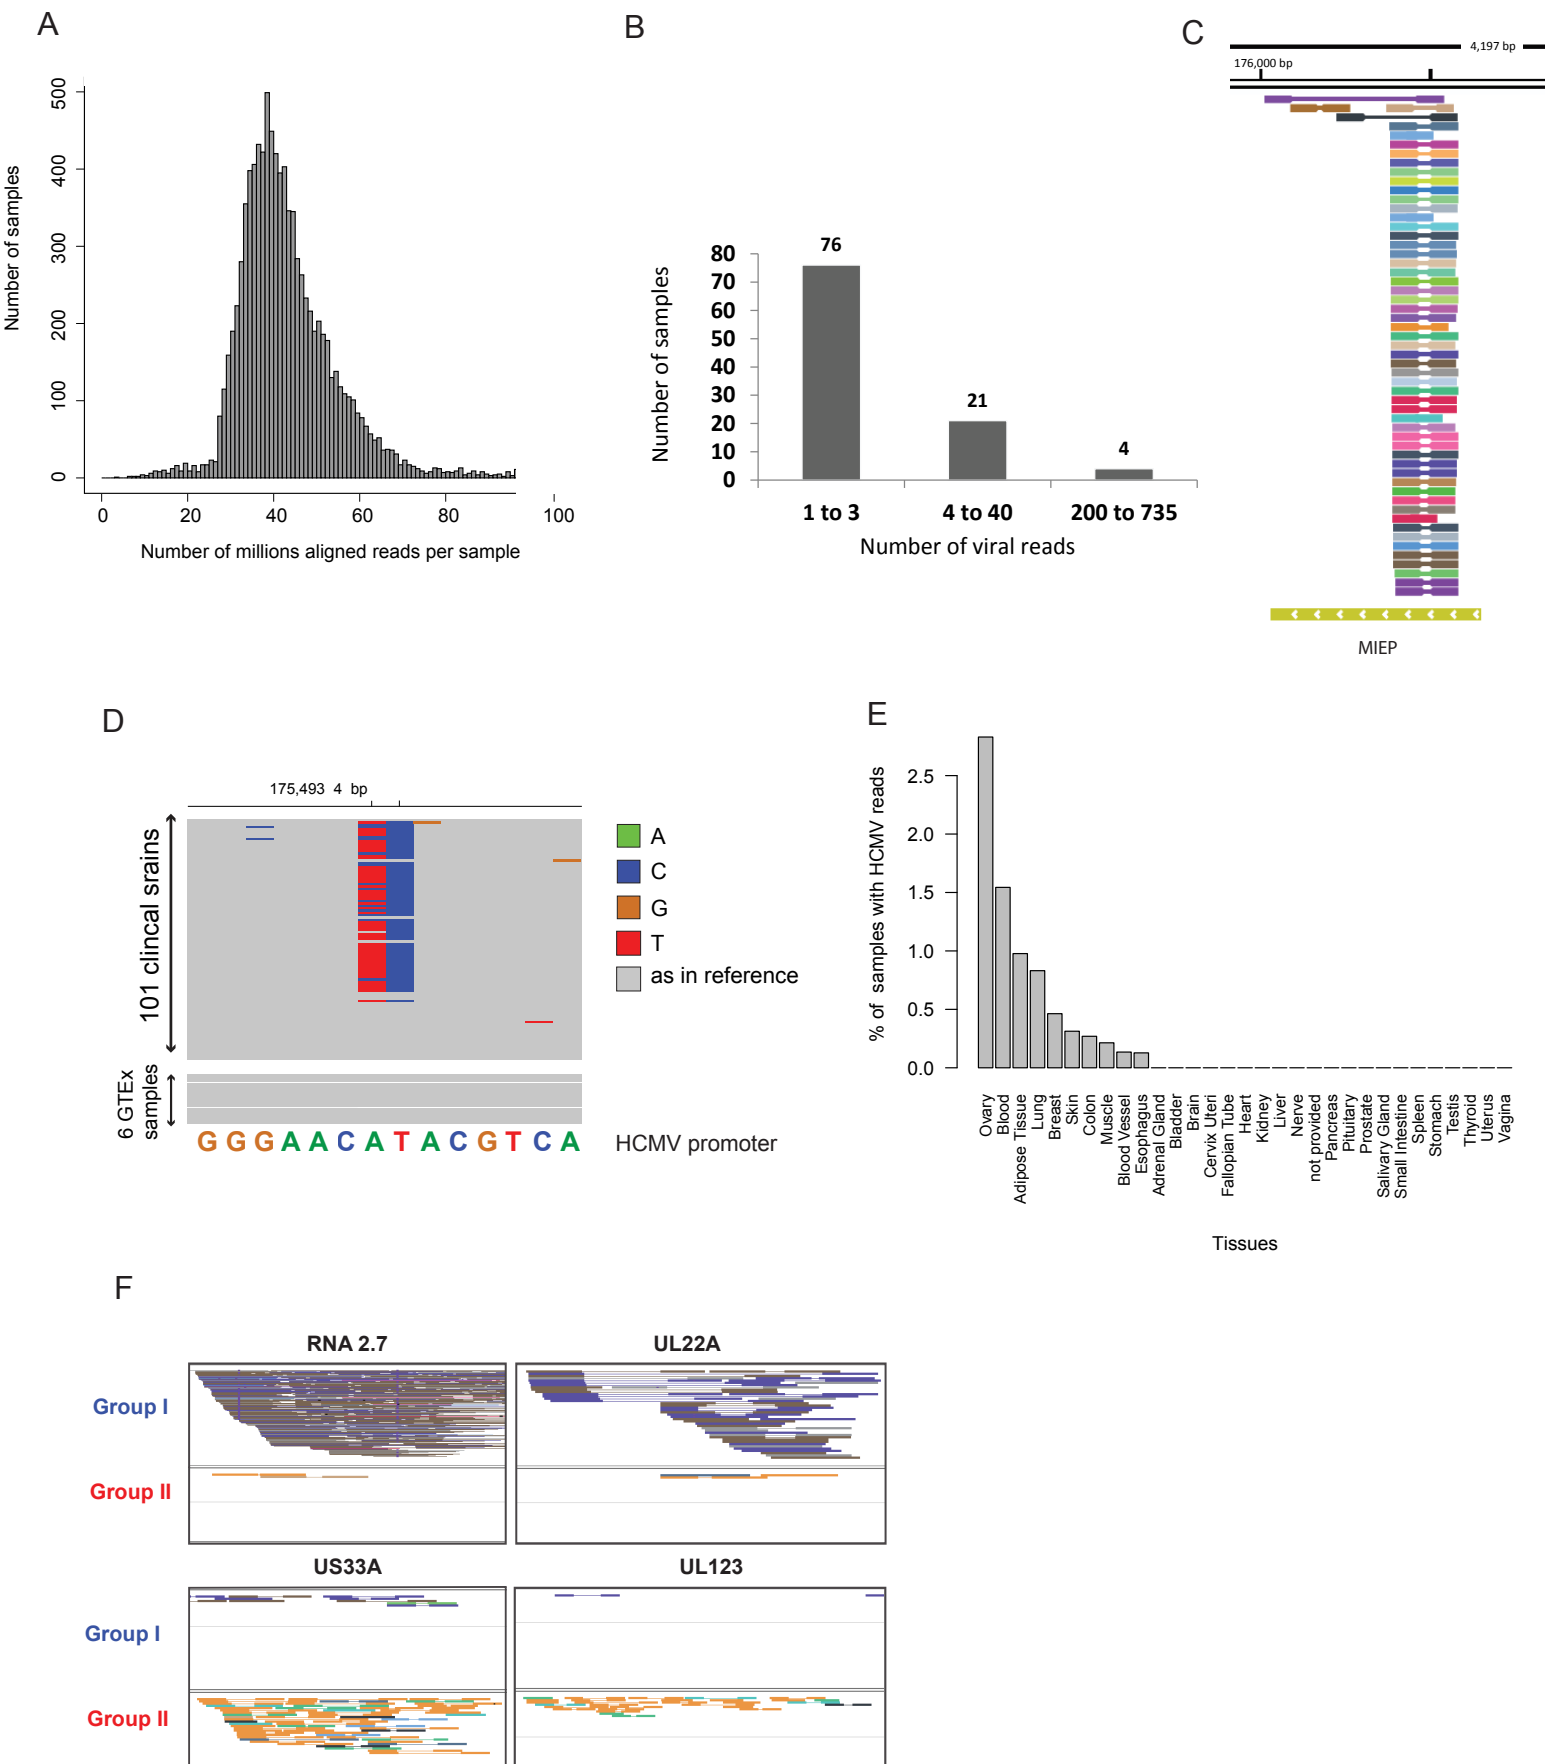 A
Number of samples
500
400
300
200
100
0
0 20 40 60 80 100
Number of millions aligned reads per sample
B
Number of samples
80
70
60
50
40
30
20
10
0
76
21
4
1 to 3 4 to 40 200 to 735
Number of viral reads
C
4,197 bp
176,000 bp
MIEP
D
175,493 4 bp
101 clincal srains
6 GTEx
samples
A
C
G
T
as in reference
GGGAACATACGTCA
HCMV promoter
E
% of samples with HCMV reads
2.5
2.0
1.5
1.0
0.5
0.0
Ovary
Blood
Adipose Tissue
Lung
Breast
Skin
Colon
Muscle
Blood Vessel
Esophagus
Adrenal Gland
Bladder
Brain
Cervix Uteri
Fallopian Tube
Heart
Kidney
Liver
Nerve
not provided
Pancreas
Pituitary
Prostate
Salivary Gland
Small Intestine
Spleen
Stomach
Testis
Thyroid
Uterus
Vagina
Tissues
F
RNA 2.7
UL22A
Group I
Group II
US33A
UL123
Group I
Group II